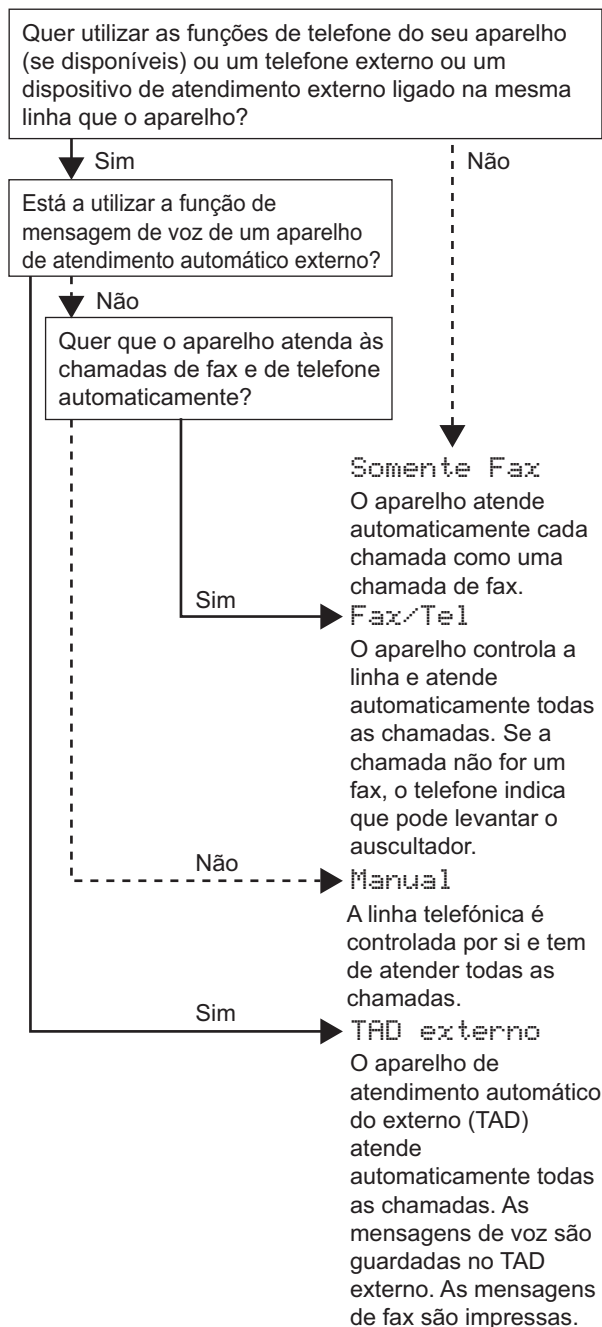 Quer utilizar as funções de telefone do seu aparelho
(se disponíveis) ou um telefone externo ou um
dispositivo de atendimento externo ligado na mesma
linha que o aparelho?
Sim
Não
Está a utilizar a função de
mensagem de voz de um aparelho
de atendimento automático externo?
Não
Quer que o aparelho atenda às
chamadas de fax e de telefone
automaticamente?
Somente Fax
O aparelho atende
automaticamente cada
chamada como uma
chamada de fax.
Sim
Fax/Tel
O aparelho controla a
linha e atende
automaticamente todas
as chamadas. Se a
chamada não for um
fax, o telefone indica
que pode levantar o
auscultador.
Não
Manual
A linha telefónica é
controlada por si e tem
de atender todas as
chamadas.
Sim
TAD externo
O aparelho de
atendimento automático
do externo (TAD)
atende
automaticamente todas
as chamadas. As
mensagens de voz são
guardadas no TAD
externo. As mensagens
de fax são impressas.